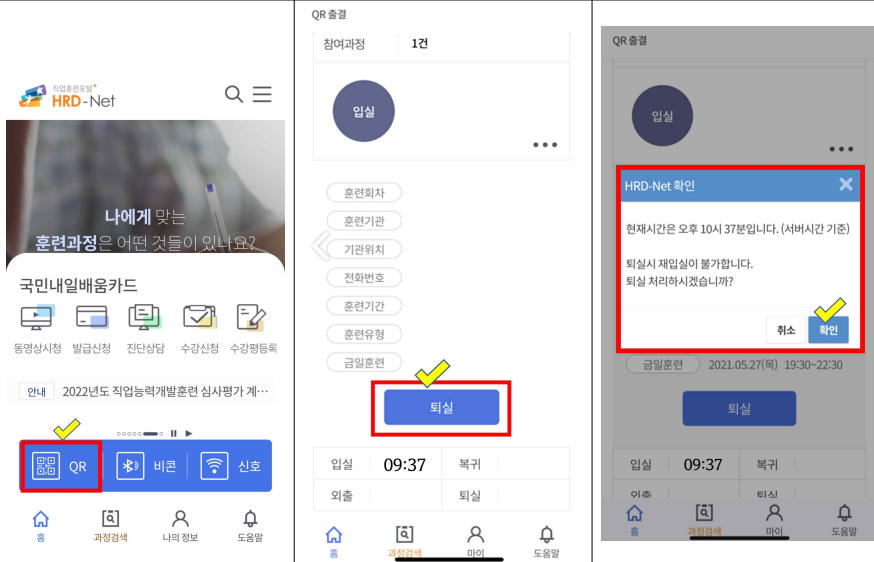 직업훈련포털
HRD-Net
나에게 맞는
훈련과정은 어떤 것들이 있나요?
국민내일배움카드
동영상시청 발급신청 진단상담 수강신청 수강평등록
안내 2022년도 직업능력개발훈련 심사평가 계…
QR 비콘 신호
홈 과정검색 나의 정보 도움말
QR 출결
참여과정 1건
입실
훈련회차
훈련기관
기관위치
전화번호
훈련기간
훈련유형
금일훈련
퇴실
입실 09:37 복귀
외출 퇴실
홈 과정검색 마이 도움말
QR 출결
입실
HRD-Net 확인
현재시간은 오후 10시 37분입니다. (서버시간 기준)
퇴실시 재입실이 불가합니다.
퇴실 처리하시겠습니까?
취소 확인
금일훈련 2021.05.27(목) 19:30~22:30
퇴실
입실 09:37 복귀
외출 퇴실
홈 과정검색 마이 도움말